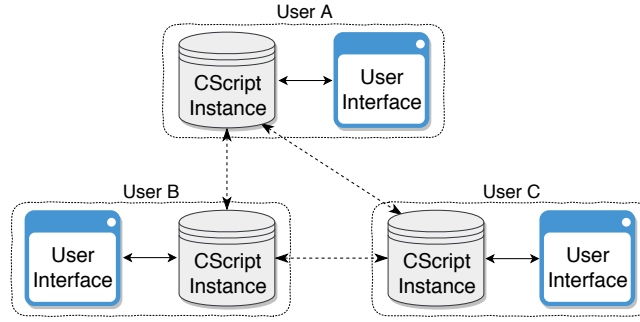 User A
CScript
Instance
User
Interface
User B
User C
User
Interface
CScript
Instance
CScript
Instance
User
Interface